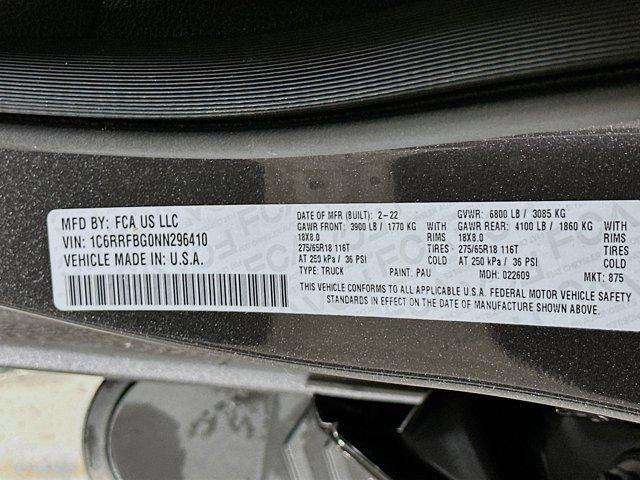 MFD BY: FCA US LLC
VIN: 1C6RRFBG0NN296410
VEHICLE MADE IN: U.S.A.
DATE OF MFR (BUILT): 2-22 GVWR: 6800 LB / 3085 KG
GAWR FRONT: 3900 LB / 1770 KG WITH GAWR REAR: 4100 LB / 1860 KG WITH
18X8.0 RIMS 18X8.0 RIMS
275/65R18 116T TIRES 275/65R18 116T TIRES
AT 250 kPa / 36 PSI COLD AT 250 kPa / 36 PSI COLD
TYPE: TRUCK PAINT: PAU MDH: 022609 MKT: 875
THIS VEHICLE CONFORMS TO ALL APPLICABLE U.S.A. FEDERAL MOTOR VEHICLE SAFETY
STANDARDS IN EFFECT ON THE DATE OF MANUFACTURE SHOWN ABOVE